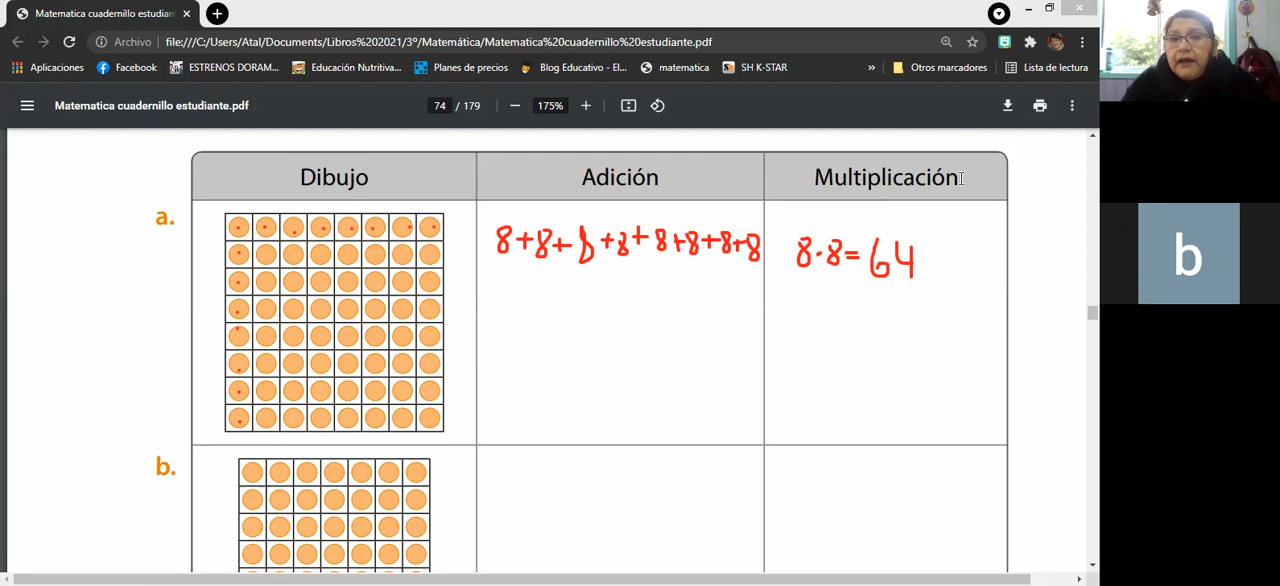 Matematica cuadernillo estudiant
Archivo file:///C:/Users/Atal/Documents/Libros%202021/3º/Matemática/Matematica%20cuadernillo%20estudiante.pdf
Aplicaciones Facebook ESTRENOS DORAM... Educación Nutritiva... Planes de precios Blog Educativo - El... matematica SH K-STAR » Otros marcadores Lista de lectura
Matematica cuadernillo estudiante.pdf 74 / 179 175%
Dibujo Adición Multiplicación
a. 8+8+8+8+8+8+8+8 8·8=64
b.
b